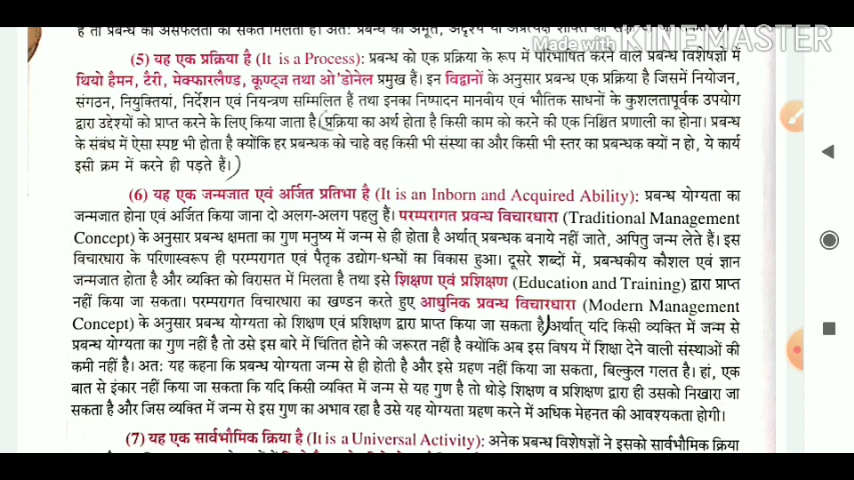 है तो प्रबन्ध की असफलता का संकेत मिलता है। अतः प्रबन्ध की अमूर्त, अदृश्य या अप्रत्यक्ष शक्ति
Made with KINEMASTER
(5) यह एक प्रक्रिया है (It is a Process): प्रबन्ध को एक प्रक्रिया के रूप में परिभाषित करने वाले प्रबन्ध विशेषज्ञों में
थियो हैमन, टैरी, मेक्फारलैण्ड, कूण्ट्ज तथा ओ' डोनेल प्रमुख हैं। इन विद्वानों के अनुसार प्रबन्ध एक प्रक्रिया है जिसमें नियोजन,
संगठन, नियुक्तियां, निर्देशन एवं नियन्त्रण सम्मिलित हैं तथा इनका निष्पादन मानवीय एवं भौतिक साधनों के कुशलतापूर्वक उपयोग
द्वारा उद्देश्यों को प्राप्त करने के लिए किया जाता है। प्रक्रिया का अर्थ होता है किसी काम को करने की एक निश्चित प्रणाली का होना। प्रबन्ध
के संबंध में ऐसा स्पष्ट भी होता है क्योंकि हर प्रबन्धक को चाहे वह किसी भी संस्था का और किसी भी स्तर का प्रबन्धक क्यों न हो, ये कार्य
इसी क्रम में करने ही पड़ते हैं।
(6) यह एक जन्मजात एवं अर्जित प्रतिभा है (It is an Inborn and Acquired Ability): प्रबन्ध योग्यता का
जन्मजात होना एवं अर्जित किया जाना दो अलग-अलग पहलु हैं। परम्परागत प्रवन्ध विचारधारा (Traditional Management
Concept) के अनुसार प्रबन्ध क्षमता का गुण मनुष्य में जन्म से ही होता है अर्थात् प्रबन्धक बनाये नहीं जाते, अपितु जन्म लेते हैं। इस
विचारधारा के परिणास्वरूप ही परम्परागत एवं पैतृक उद्योग-धन्धों का विकास हुआ। दूसरे शब्दों में, प्रबन्धकीय कौशल एवं ज्ञान
जन्मजात होता है और व्यक्ति को विरासत में मिलता है तथा इसे शिक्षण एवं प्रशिक्षण (Education and Training) द्वारा प्राप्त
नहीं किया जा सकता। परम्परागत विचारधारा का खण्डन करते हुए आधुनिक प्रवन्ध विचारधारा (Modern Management
Concept) के अनुसार प्रबन्ध योग्यता को शिक्षण एवं प्रशिक्षण द्वारा प्राप्त किया जा सकता है अर्थात् यदि किसी व्यक्ति में जन्म से
प्रबन्ध योग्यता का गुण नहीं है तो उसे इस बारे में चिंतित होने की जरूरत नहीं है क्योंकि अब इस विषय में शिक्षा देने वाली संस्थाओं की
कमी नहीं है। अतः यह कहना कि प्रबन्ध योग्यता जन्म से ही होती है और इसे ग्रहण नहीं किया जा सकता, बिल्कुल गलत है। हां, एक
बात से इंकार नहीं किया जा सकता कि यदि किसी व्यक्ति में जन्म से यह गुण है तो थोड़े शिक्षण व प्रशिक्षण द्वारा ही उसको निखारा जा
सकता है और जिस व्यक्ति में जन्म से इस गुण का अभाव रहा है उसे यह योग्यता ग्रहण करने में अधिक मेहनत की आवश्यकता होगी।
(7) यह एक सार्वभौमिक क्रिया है (It is a Universal Activity): अनेक प्रबन्ध विशेषज्ञों ने इसको सार्वभौमिक क्रिया